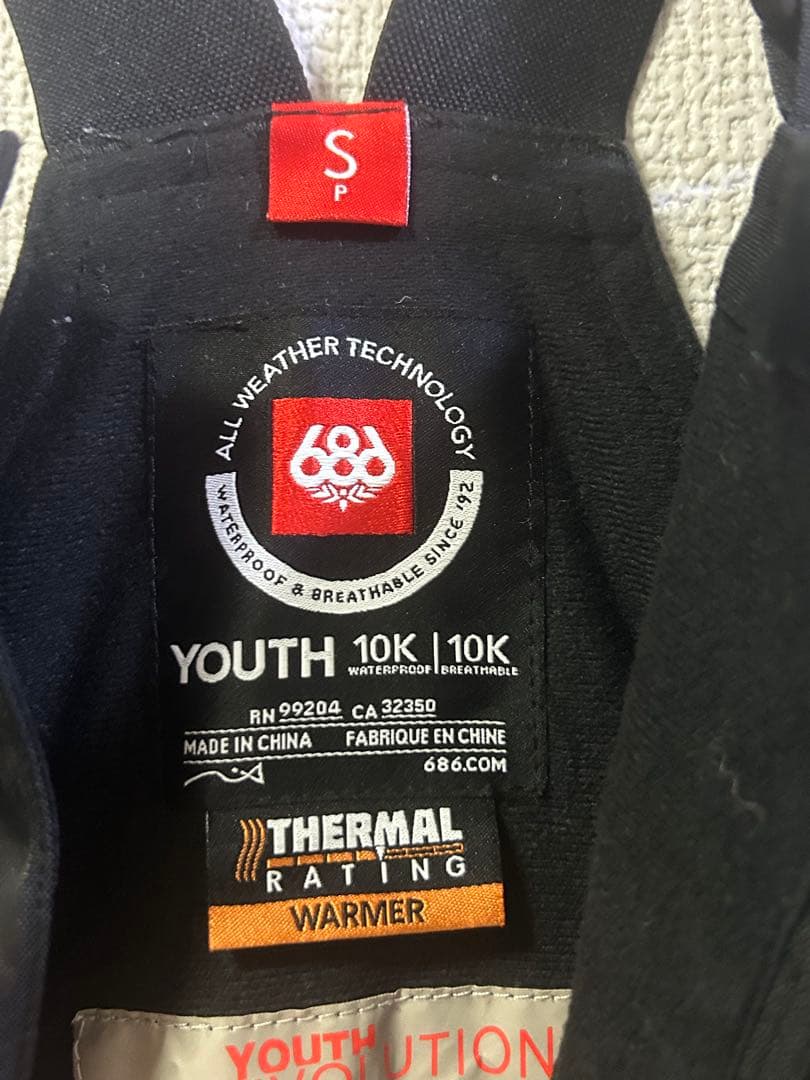 S
P
ALL WEATHER TECHNOLOGY
686
WATERPROOF & BREATHABLE SINCE '92
YOUTH 10K | 10K
WATERPROOF BREATHABLE
RN 99204 CA 32350
MADE IN CHINA FABRIQUE EN CHINE
686.COM
THERMAL
RATING
WARMER
YOUTH